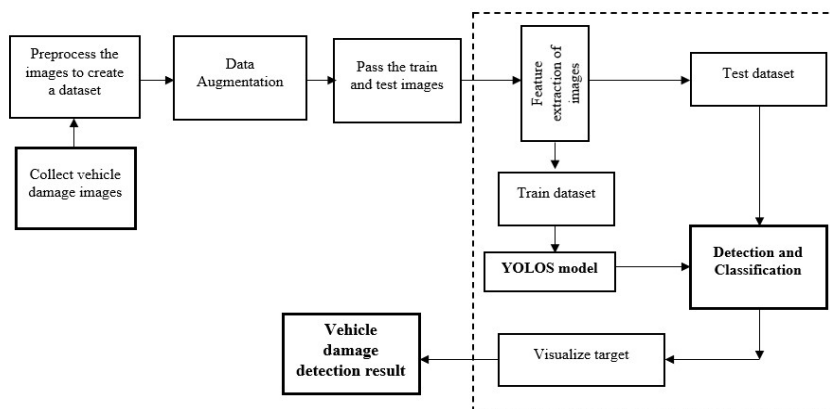 Preprocess the
images to create
a dataset
Data
Augmentation
Pass the train
and test images
Feature
extraction of
images
Test dataset
Collect vehicle
damage images
Train dataset
YOLOS model
Detection and
Classification
Vehicle
damage
detection result
Visualize target